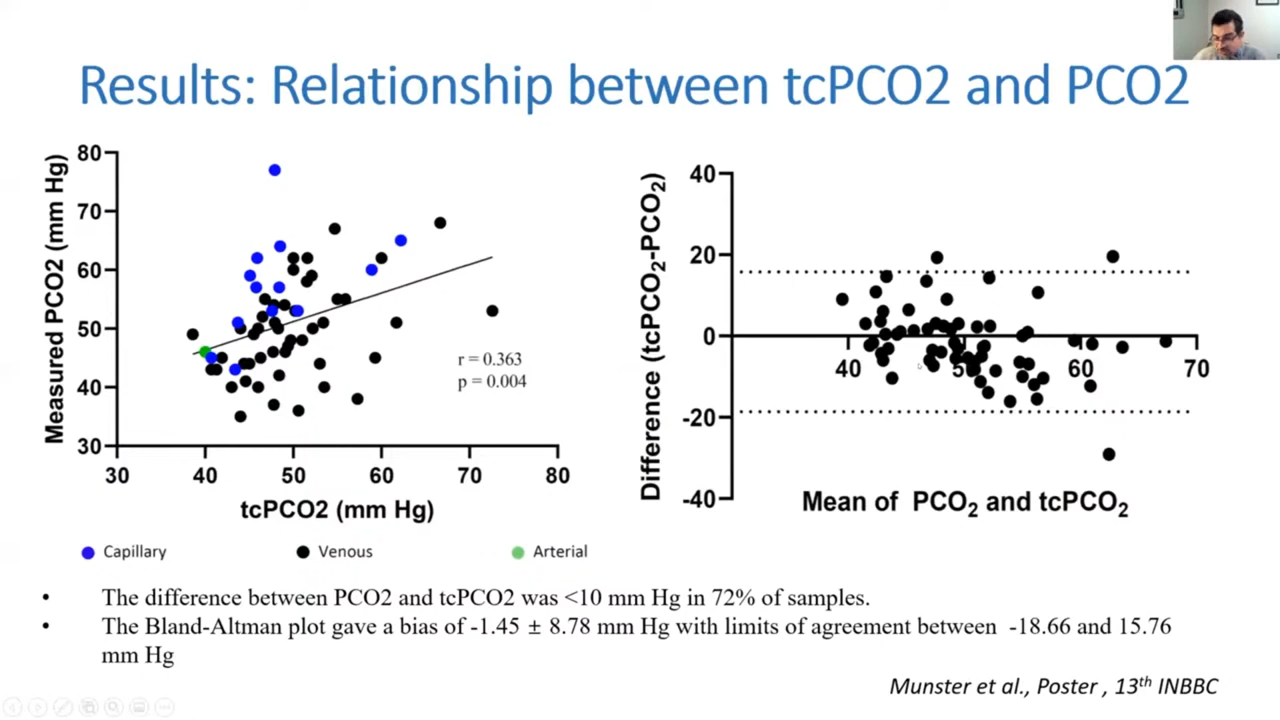 Results: Relationship between tcPCO2 and PCO2
Measured PCO2 (mm Hg)
80
70
60
50
40
30
30 40 50 60 70 80
tcPCO2 (mm Hg)
r = 0.363
p = 0.004
Capillary Venous Arterial
Difference (tcPCO₂-PCO₂)
40
20
0
-20
-40
40 50 60 70
Mean of PCO₂ and tcPCO₂
• The difference between PCO2 and tcPCO2 was <10 mm Hg in 72% of samples.
• The Bland-Altman plot gave a bias of -1.45 ± 8.78 mm Hg with limits of agreement between -18.66 and 15.76
mm Hg
Munster et al., Poster , 13th INBBC